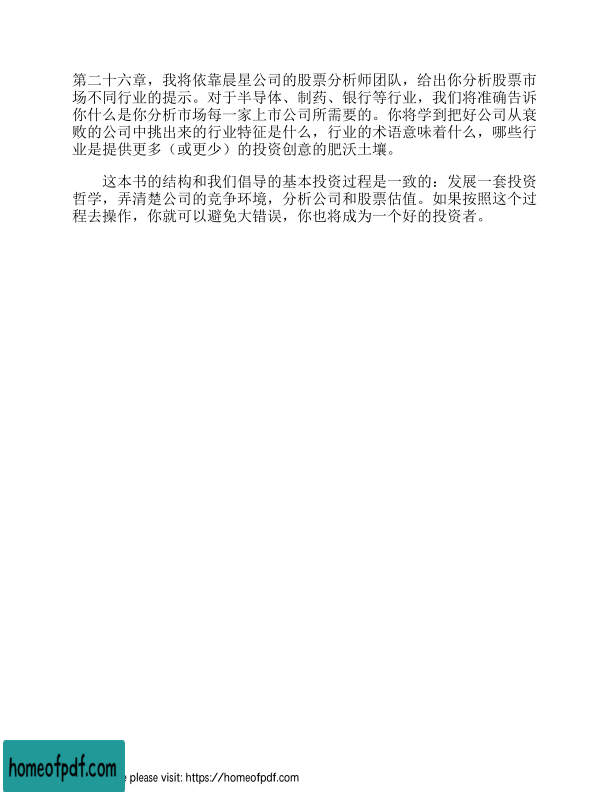 第二十六章，我将依靠晨星公司的股票分析师团队，给出你分析股票市
场不同行业的提示。对于半导体、制药、银行等行业，我们将准确告诉
你什么是你分析市场每一家上市公司所需要的。你将学到把好公司从衰
败的公司中挑出来的行业特征是什么，行业的术语意味着什么，哪些行
业是提供更多（或更少）的投资创意的肥沃土壤。
这本书的结构和我们倡导的基本投资过程是一致的：发展一套投资
哲学，弄清楚公司的竞争环境，分析公司和股票估值。如果按照这个过
程去操作，你就可以避免大错误，你也将成为一个好的投资者。
homeofpdf.com
please visit: https://homeofpdf.com